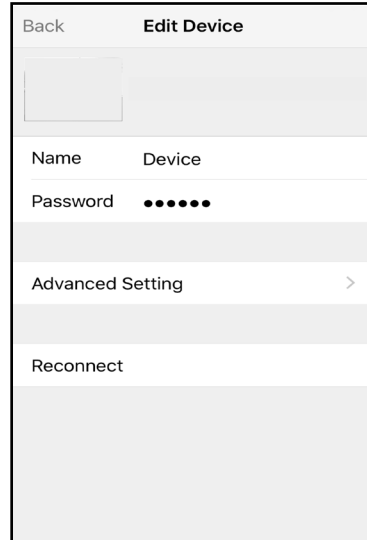 Back Edit Device
Name Device
Password ●●●●●●
Advanced Setting >
Reconnect